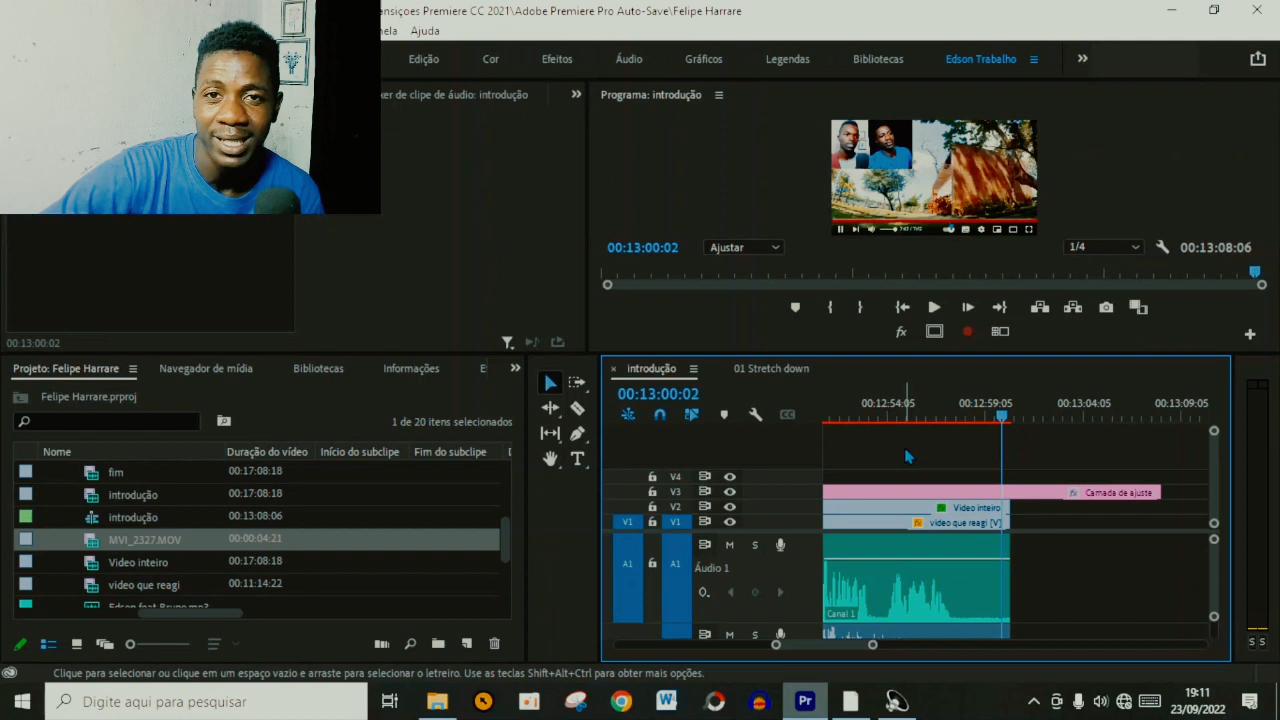 ansiçoes Premiere CC 2021\Adobe Premiere Pro Auto-Save\Felipe Harrare
nela Ajuda
Edição Cor Efeitos Áudio Gráficos Legendas Bibliotecas Edson Trabalho
xer de clipe de áudio: introdução
Programa: introdução
00:13:00:02 Ajustar 1/4 00:13:08:06
00:13:00:02
Projeto: Felipe Harrare Navegador de mídia Bibliotecas Informações E
Felipe Harrare.prproj
1 de 20 itens selecionados
Nome Duração do vídeo Início do subclipe Fim do subclipe
fim 00:17:08:18
introdução 00:17:08:18
introdução 00:13:08:06
MVI_2327.MOV 00:00:04:21
Video inteiro 00:17:08:18
video que reagi 00:11:14:22
Edson feat Bruno.mp3
introdução 01 Stretch down
00:13:00:02
00:12:54:05 00:12:59:05 00:13:04:05 00:13:09:05
V4
V3 Camada de ajuste
V2 Video inteiro
V1 V1 video que reagi [V]
A1 A1 M S
Áudio 1
Canal 1
M S
S S
Clique para selecionar ou clique em um espaço vazio e arraste para selecionar o letreiro. Use as teclas Shift+Alt+Ctrl para obter mais opções.
Digite aqui para pesquisar
19:11
23/09/2022